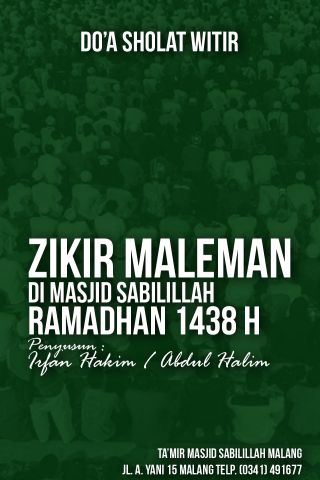 DO'A SHOLAT WITIR
ZIKIR MALEMAN
DI MASJID SABILILLAH
RAMADHAN 1438 H
Penyusun :
Irfan Hakim / Abdul Halim
TA'MIR MASJID SABILILLAH MALANG
JL. A. YANI 15 MALANG TELP. (0341) 491677